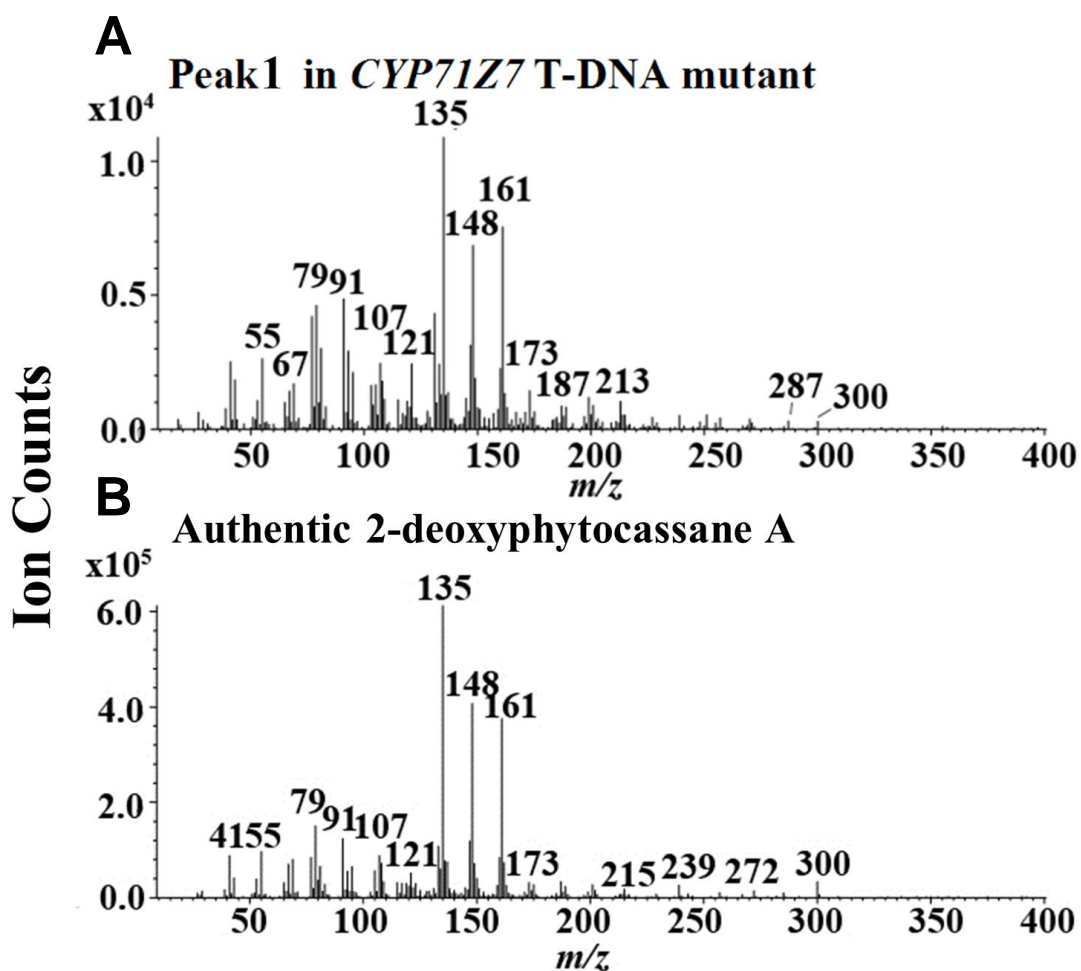 A
Peak1 in CYP71Z7 T-DNA mutant
x10⁴
135
1.0
161
148
79 91
0.5
107
55
121
67
173
187 213
287 300
0.0
50 100 150 200 250 300 350 400
m/z
Ion Counts
B
Authentic 2-deoxyphytocassane A
x10⁵
135
6.0
148
161
4.0
79
2.0
91 107
41 55
121
173
215 239 272 300
0.0
50 100 150 200 250 300 350 400
m/z